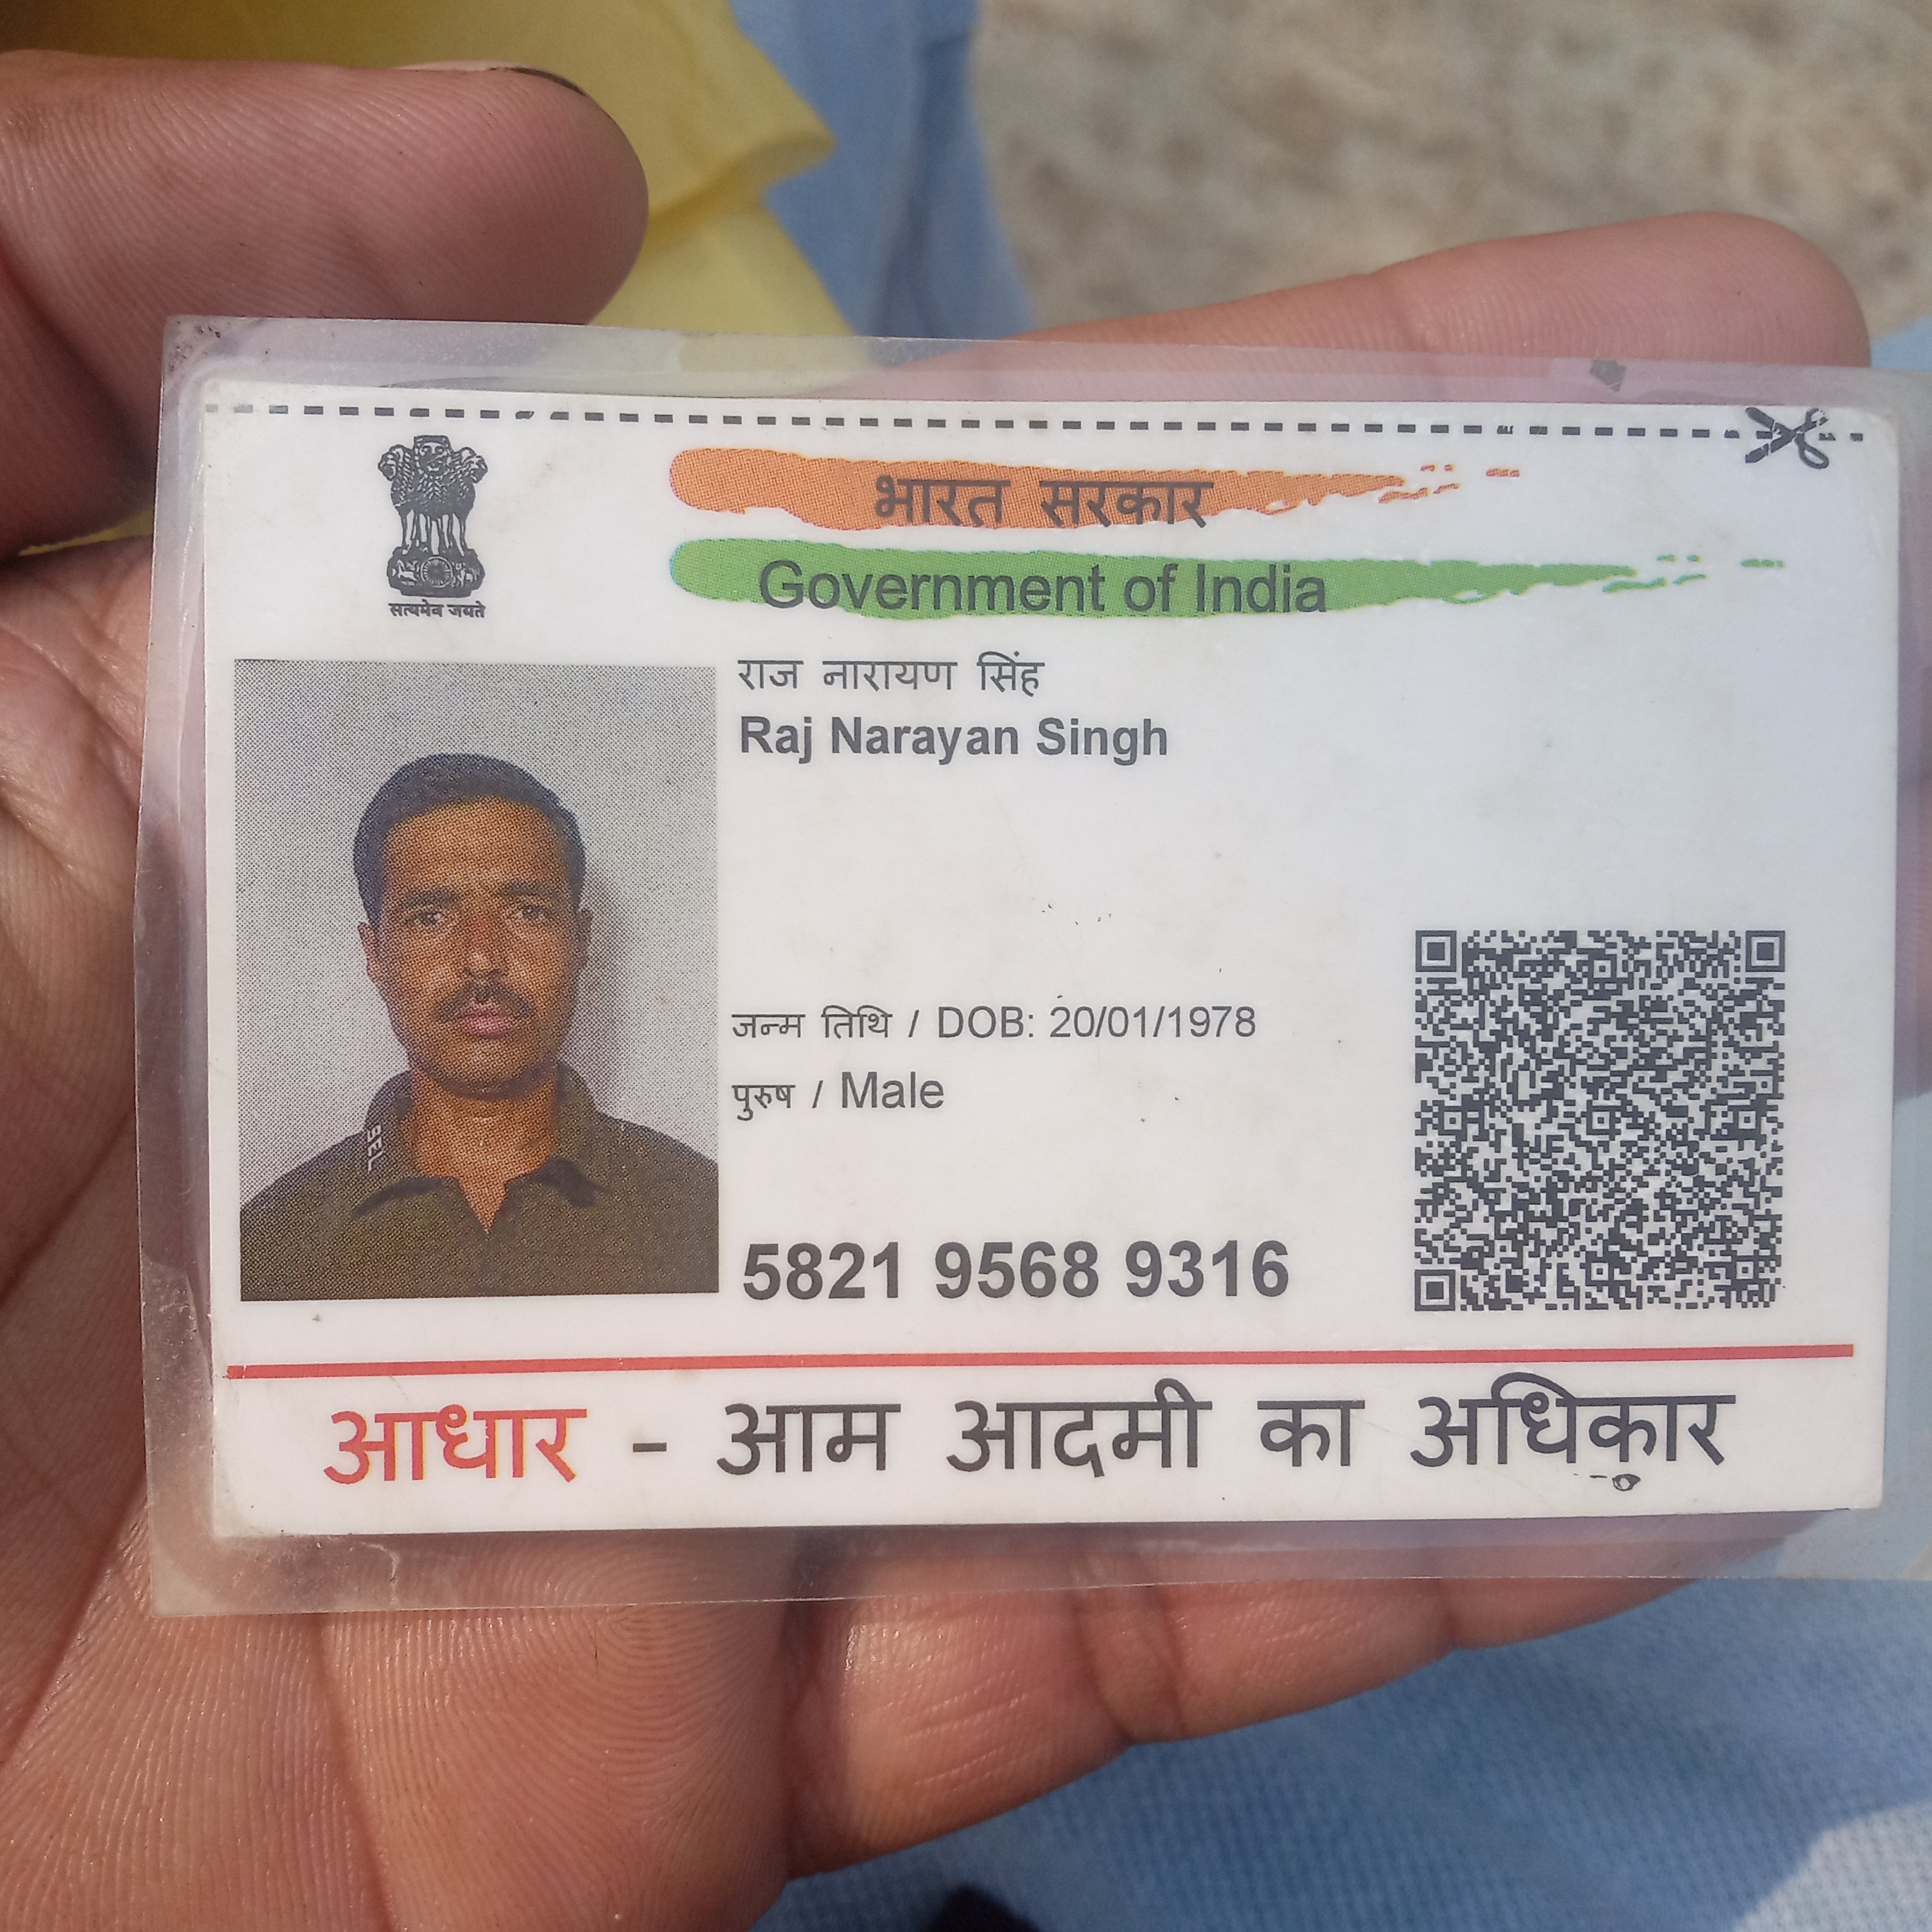 भारत सरकार
Government of India
सत्यमेव जयते
राज नारायण सिंह
Raj Narayan Singh
जन्म तिथि / DOB: 20/01/1978
पुरुष / Male
5821 9568 9316
आधार - आम आदमी का अधिकार